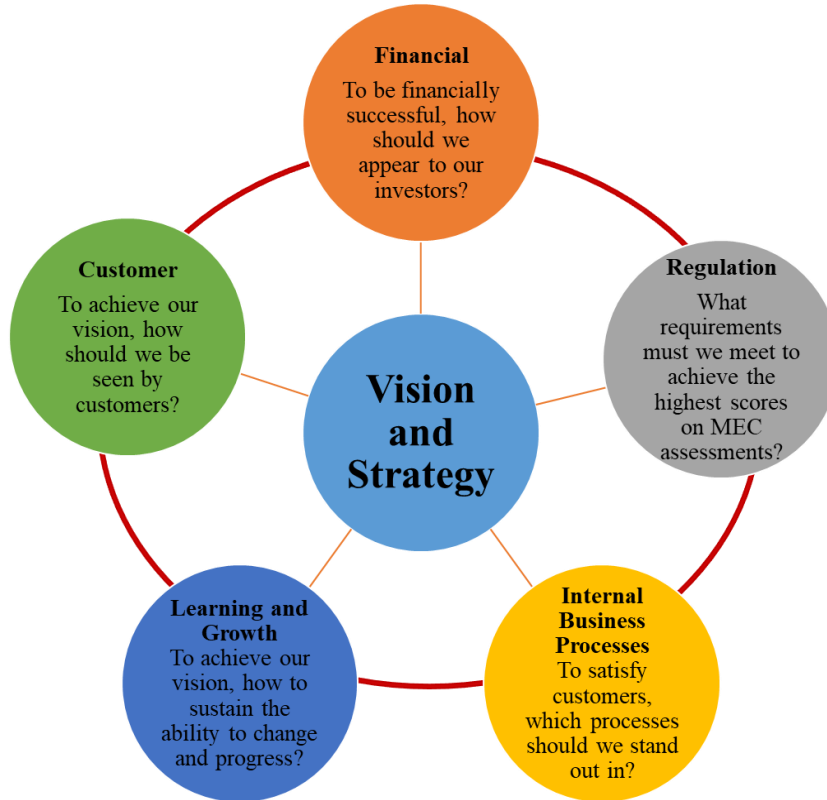 Financial
To be financially
successful, how
should we
appear to our
investors?
Customer
To achieve our
vision, how
should we be
seen by
customers?
Regulation
What
requirements
must we meet to
achieve the
highest scores
on MEC
assessments?
Vision
and
Strategy
Learning and
Growth
To achieve our
vision, how to
sustain the
ability to change
and progress?
Internal
Business
Processes
To satisfy
customers,
which processes
should we stand
out in?